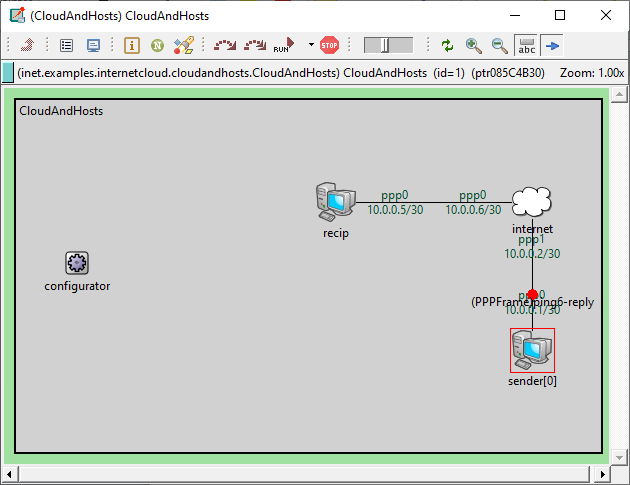 (CloudAndHosts) CloudAndHosts
RUN
STOP
abc
(inet.examples.internetcloud.cloudandhosts.CloudAndHosts) CloudAndHosts (id=1) (ptr085C4B30) Zoom: 1.00x
CloudAndHosts
ppp0
ppp0
10.0.0.5/30
10.0.0.6/30
recip
internet
ppp1
10.0.0.2/30
configurator
(PPPFrame)ping6-reply
10.0.0.1/30
sender[0]